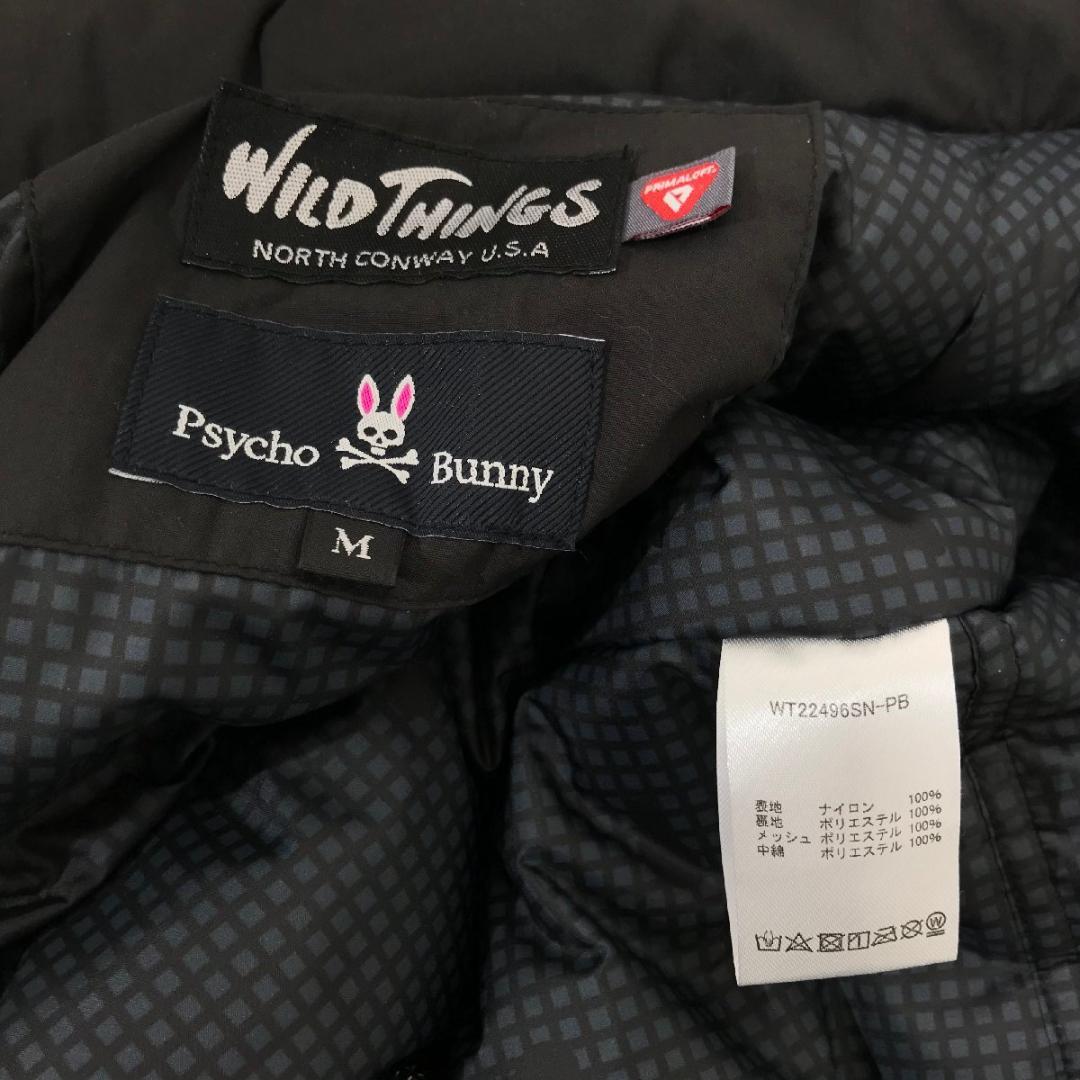 WILD THINGS
NORTH CONWAY U.S.A
PRIMALOFT
Psycho Bunny
M
WT22496SN-PB
表地 ナイロン 100%
裏地 ポリエステル 100%
メッシュ ポリエステル 100%
中綿 ポリエステル 100%
W